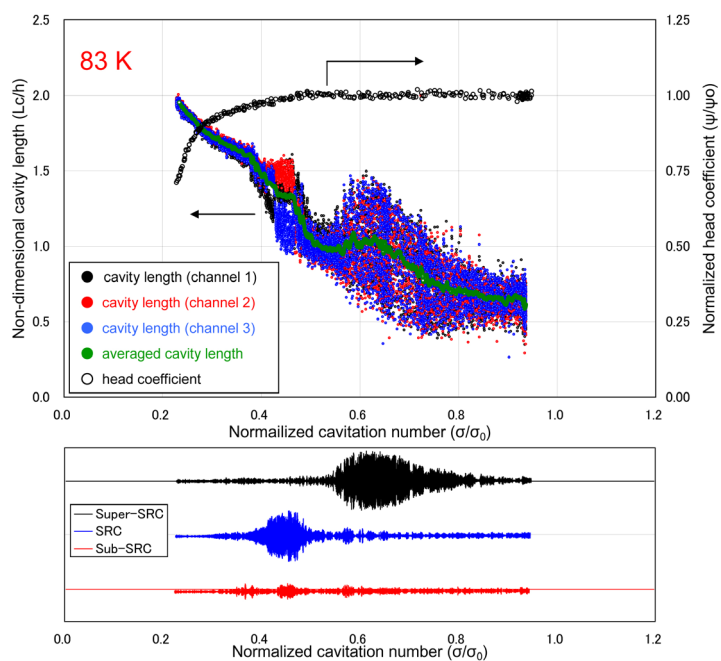 83 K
Non-dimensional cavity length (Lc/h)
2.5
2.0
1.5
1.0
0.5
0.0
1.25
1.00
0.75
0.50
0.25
0.00
Normalized head coefficient (ψ/ψo)
cavity length (channel 1)
cavity length (channel 2)
cavity length (channel 3)
averaged cavity length
head coefficient
0.0 0.2 0.4 0.6 0.8 1.0 1.2
Normailized cavitation number (σ/σ0)
Super-SRC
SRC
Sub-SRC
0.0 0.2 0.4 0.6 0.8 1.0 1.2
Normalized cavitation number (σ/σ0)